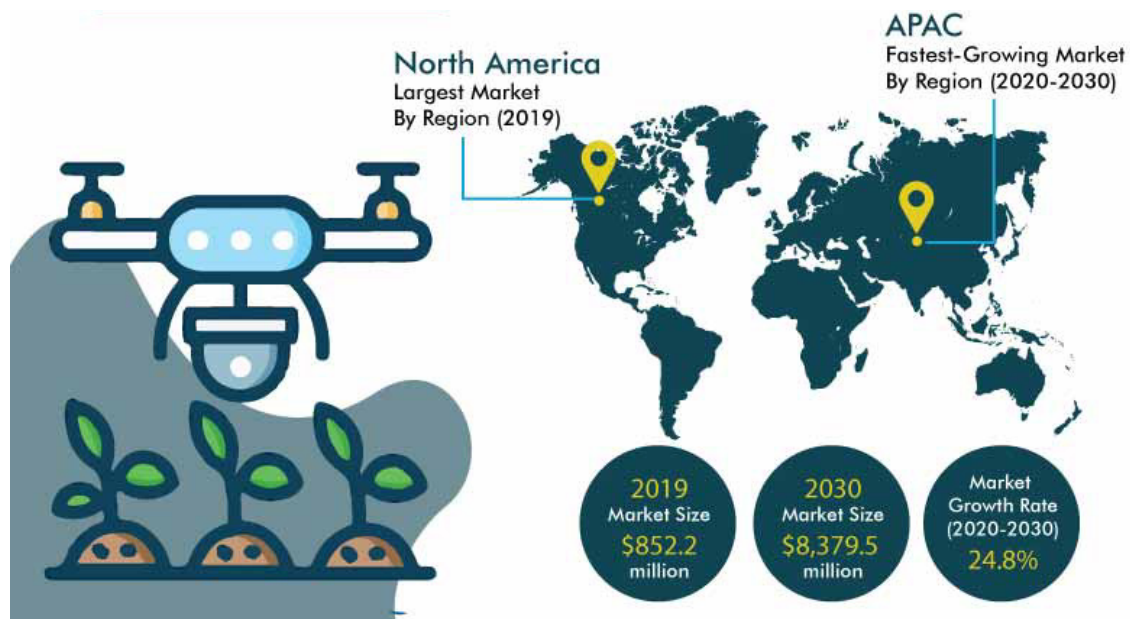 North America
Largest Market
By Region (2019)
APAC
Fastest-Growing Market
By Region (2020-2030)
2019
Market Size
$852.2
million
2030
Market Size
$8,379.5
million
Market
Growth Rate
(2020-2030)
24.8%